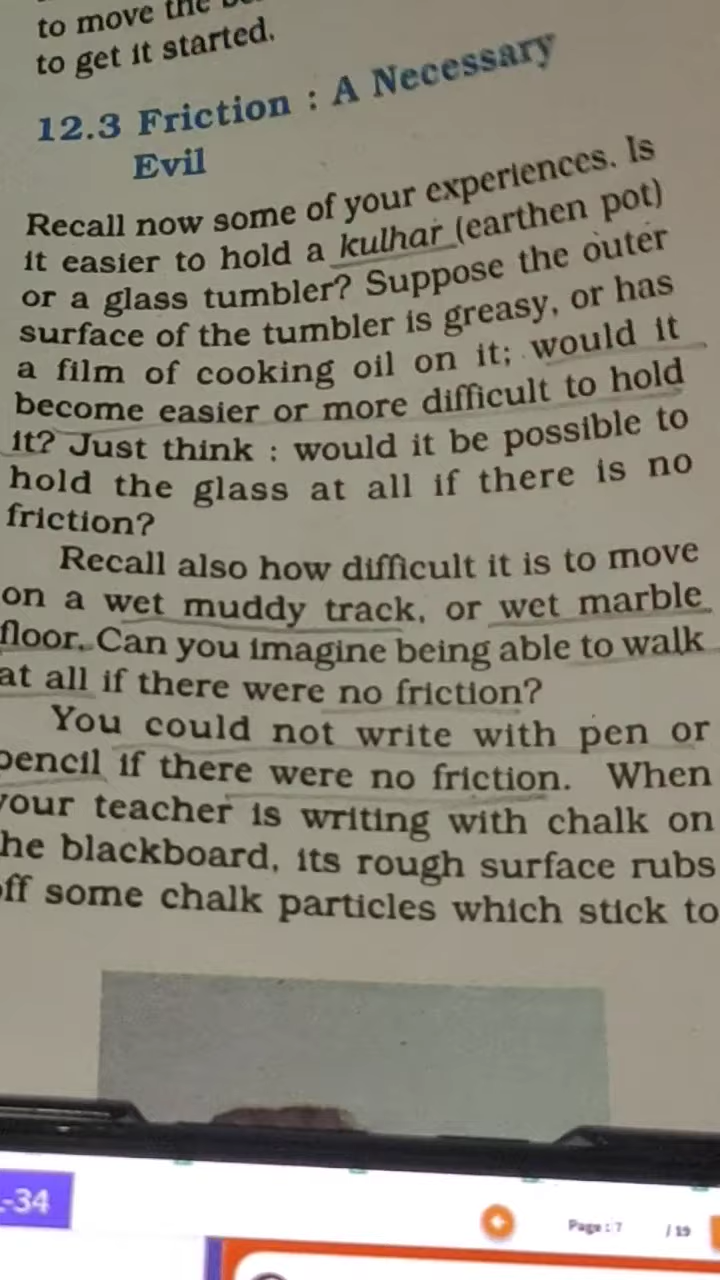 to move the
to get it started.
12.3 Friction : A Necessary
Evil
Recall now some of your experiences. Is
it easier to hold a kulhar (earthen pot)
or a glass tumbler? Suppose the outer
surface of the tumbler is greasy, or has
a film of cooking oil on it; would it
become easier or more difficult to hold
it? Just think : would it be possible to
hold the glass at all if there is no
friction?
Recall also how difficult it is to move
on a wet muddy track, or wet marble
floor. Can you imagine being able to walk
at all if there were no friction?
You could not write with pen or
pencil if there were no friction. When
your teacher is writing with chalk on
he blackboard, its rough surface rubs
off some chalk particles which stick to
-34
Page : 7 / 19